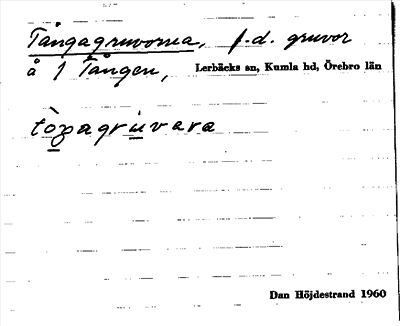 Tångagruvorna, f.d. gruvor
å 1 Tången, Lerbäcks sn, Kumla hd, Örebro län
tòŋagrùvara
Dan Höjdestrand 1960